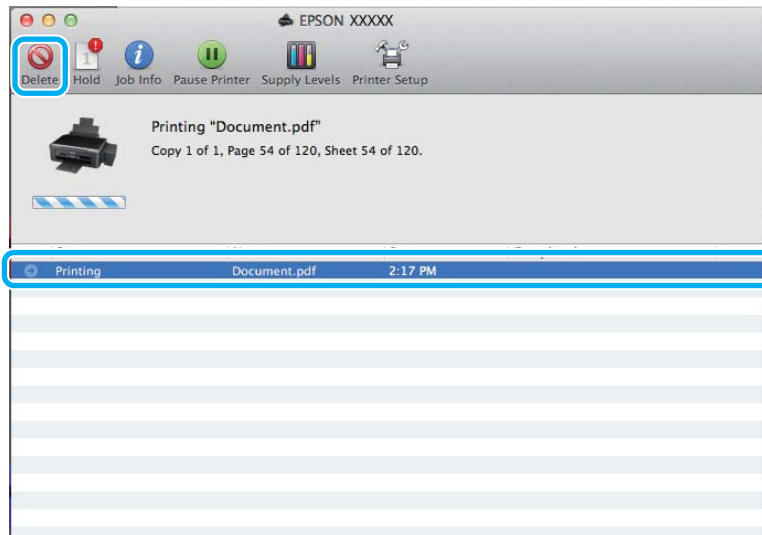 EPSON XXXXX
Delete Hold Job Info Pause Printer Supply Levels Printer Setup
Printing "Document.pdf"
Copy 1 of 1, Page 54 of 120, Sheet 54 of 120.
Printing Document.pdf 2:17 PM